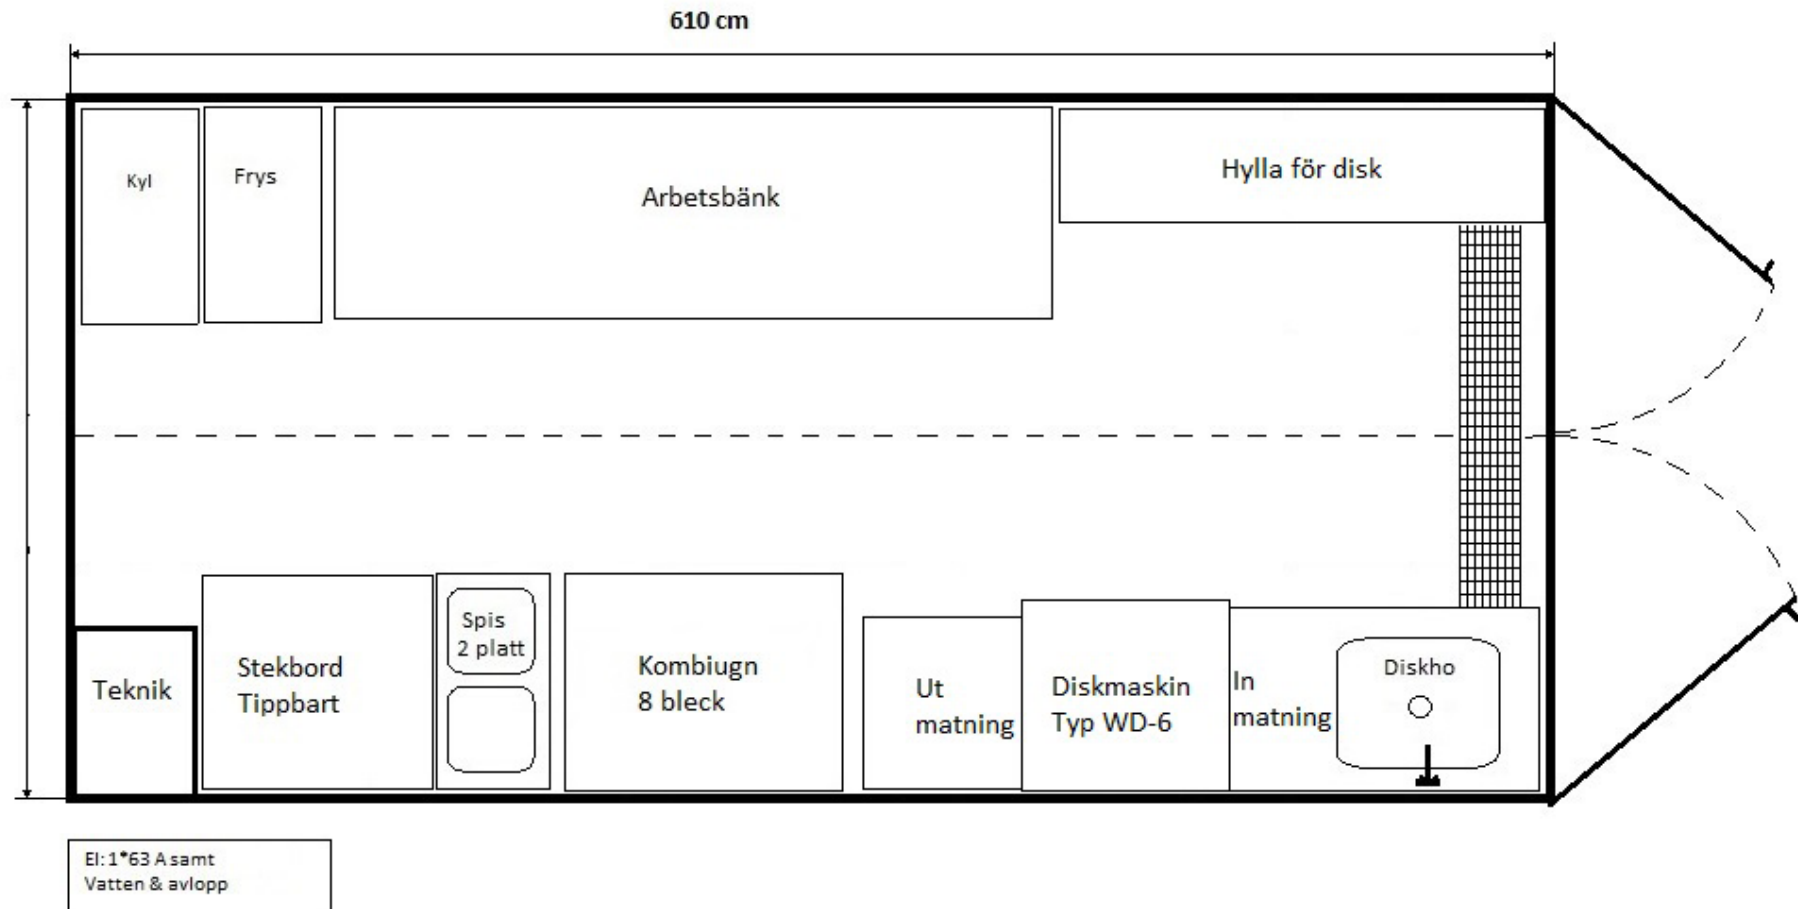 610 cm
Kyl
Frys
Arbetsbänk
Hylla för disk
Teknik
Stekbord
Tippbart
Spis
2 platt
Kombiugn
8 bleck
Ut
matning
Diskmaskin
Typ WD-6
In
matning
Diskho
El: 1*63 A samt
Vatten & avlopp